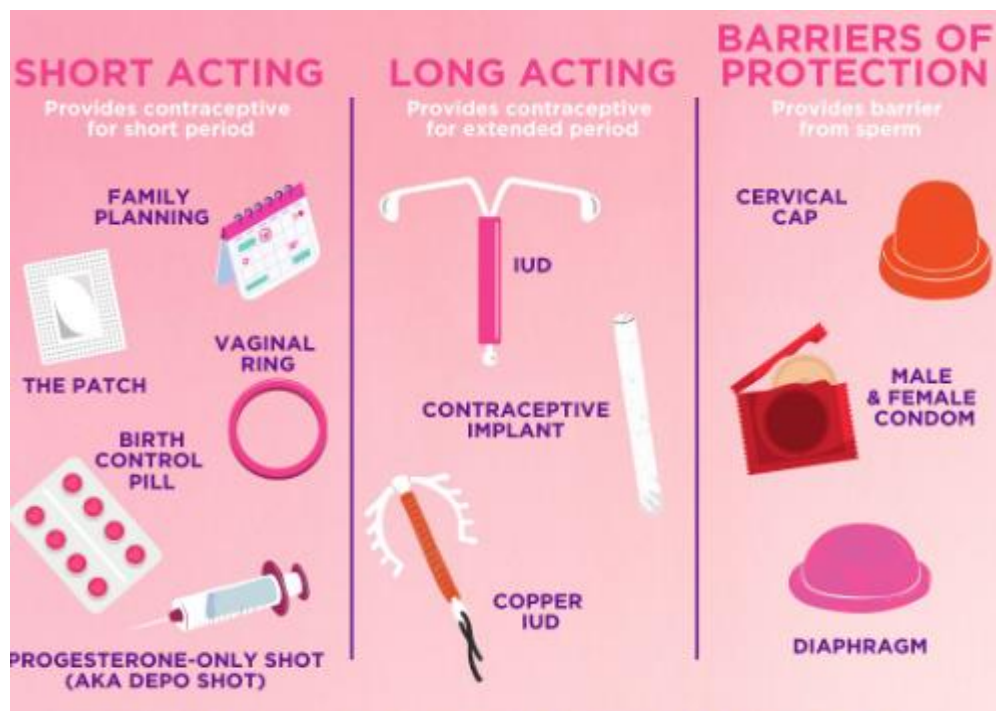 SHORT ACTING
Provides contraceptive
for short period
FAMILY
PLANNING
THE PATCH
VAGINAL
RING
BIRTH
CONTROL
PILL
PROGESTERONE-ONLY SHOT
(AKA DEPO SHOT)
LONG ACTING
Provides contraceptive
for extended period
IUD
CONTRACEPTIVE
IMPLANT
COPPER
IUD
BARRIERS OF
PROTECTION
Provides barrier
from sperm
CERVICAL
CAP
MALE
& FEMALE
CONDOM
DIAPHRAGM